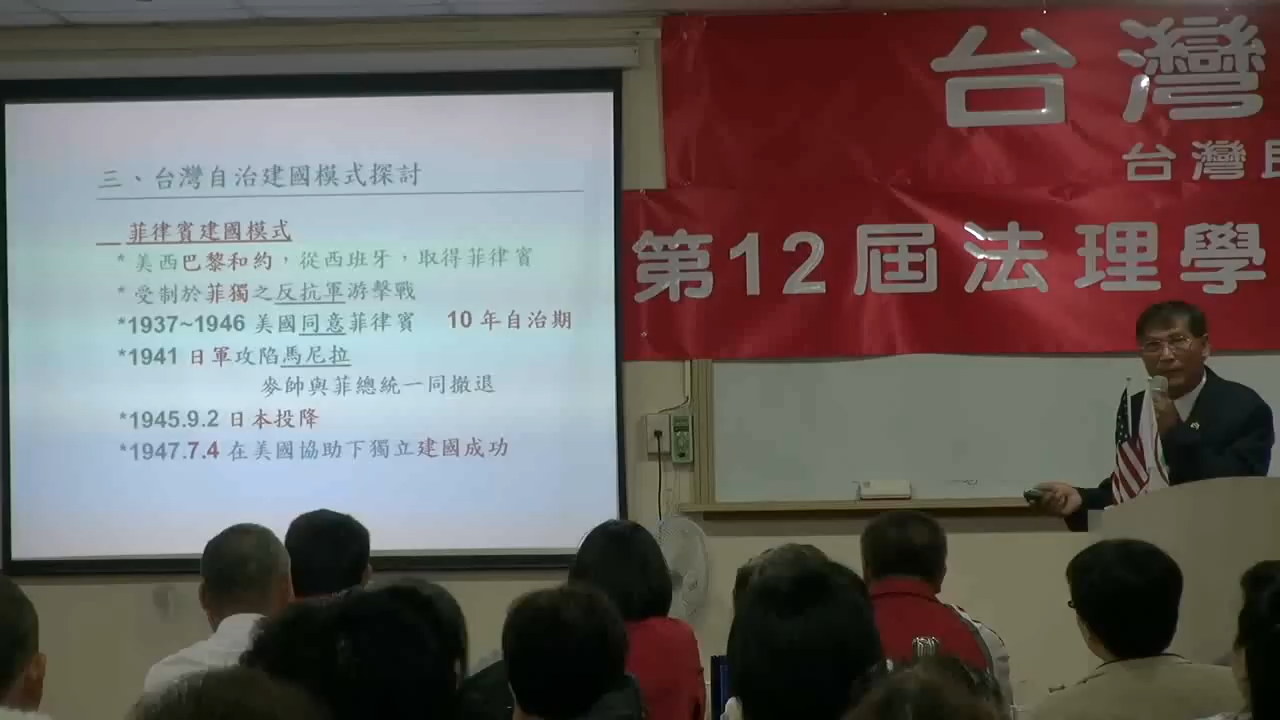 三、台灣自治建國模式探討
菲律賓建國模式
* 美西巴黎和約，從西班牙，取得菲律賓
* 受制於菲獨之反抗軍游擊戰
*1937~1946 美國同意菲律賓 10 年自治期
*1941 日軍攻陷馬尼拉
麥帥與菲總統一同撤退
*1945.9.2 日本投降
*1947.7.4 在美國協助下獨立建國成功
台灣
台灣民
第12屆法理學